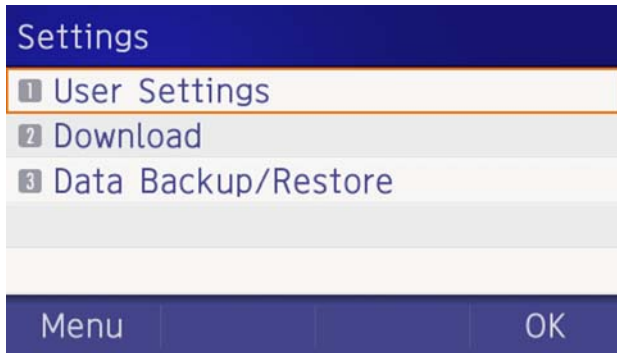 Settings
1 User Settings
2 Download
3 Data Backup/Restore
Menu OK